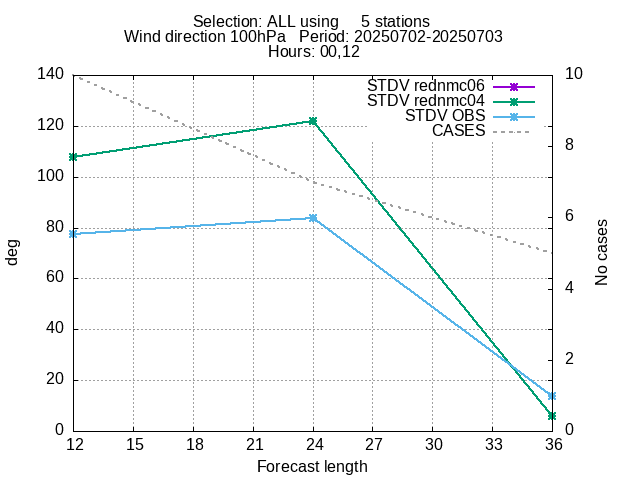 Selection: ALL using     5 stations
Wind direction 100hPa   Period: 20250702-20250703
Hours: 00,12
STDV rednmc06
STDV rednmc04
STDV OBS
CASES
140
120
100
80
60
40
20
0
deg
10
8
6
4
2
0
No cases
12 15 18 21 24 27 30 33 36
Forecast length